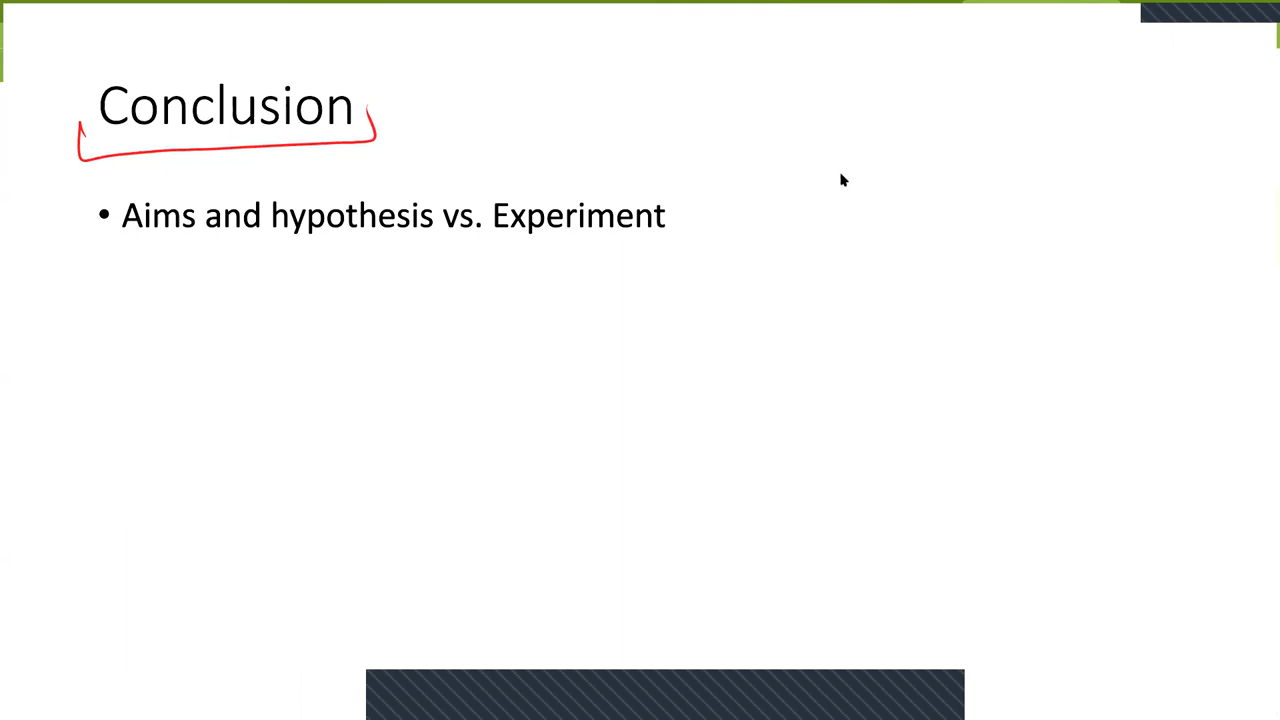 Conclusion
• Aims and hypothesis vs. Experiment